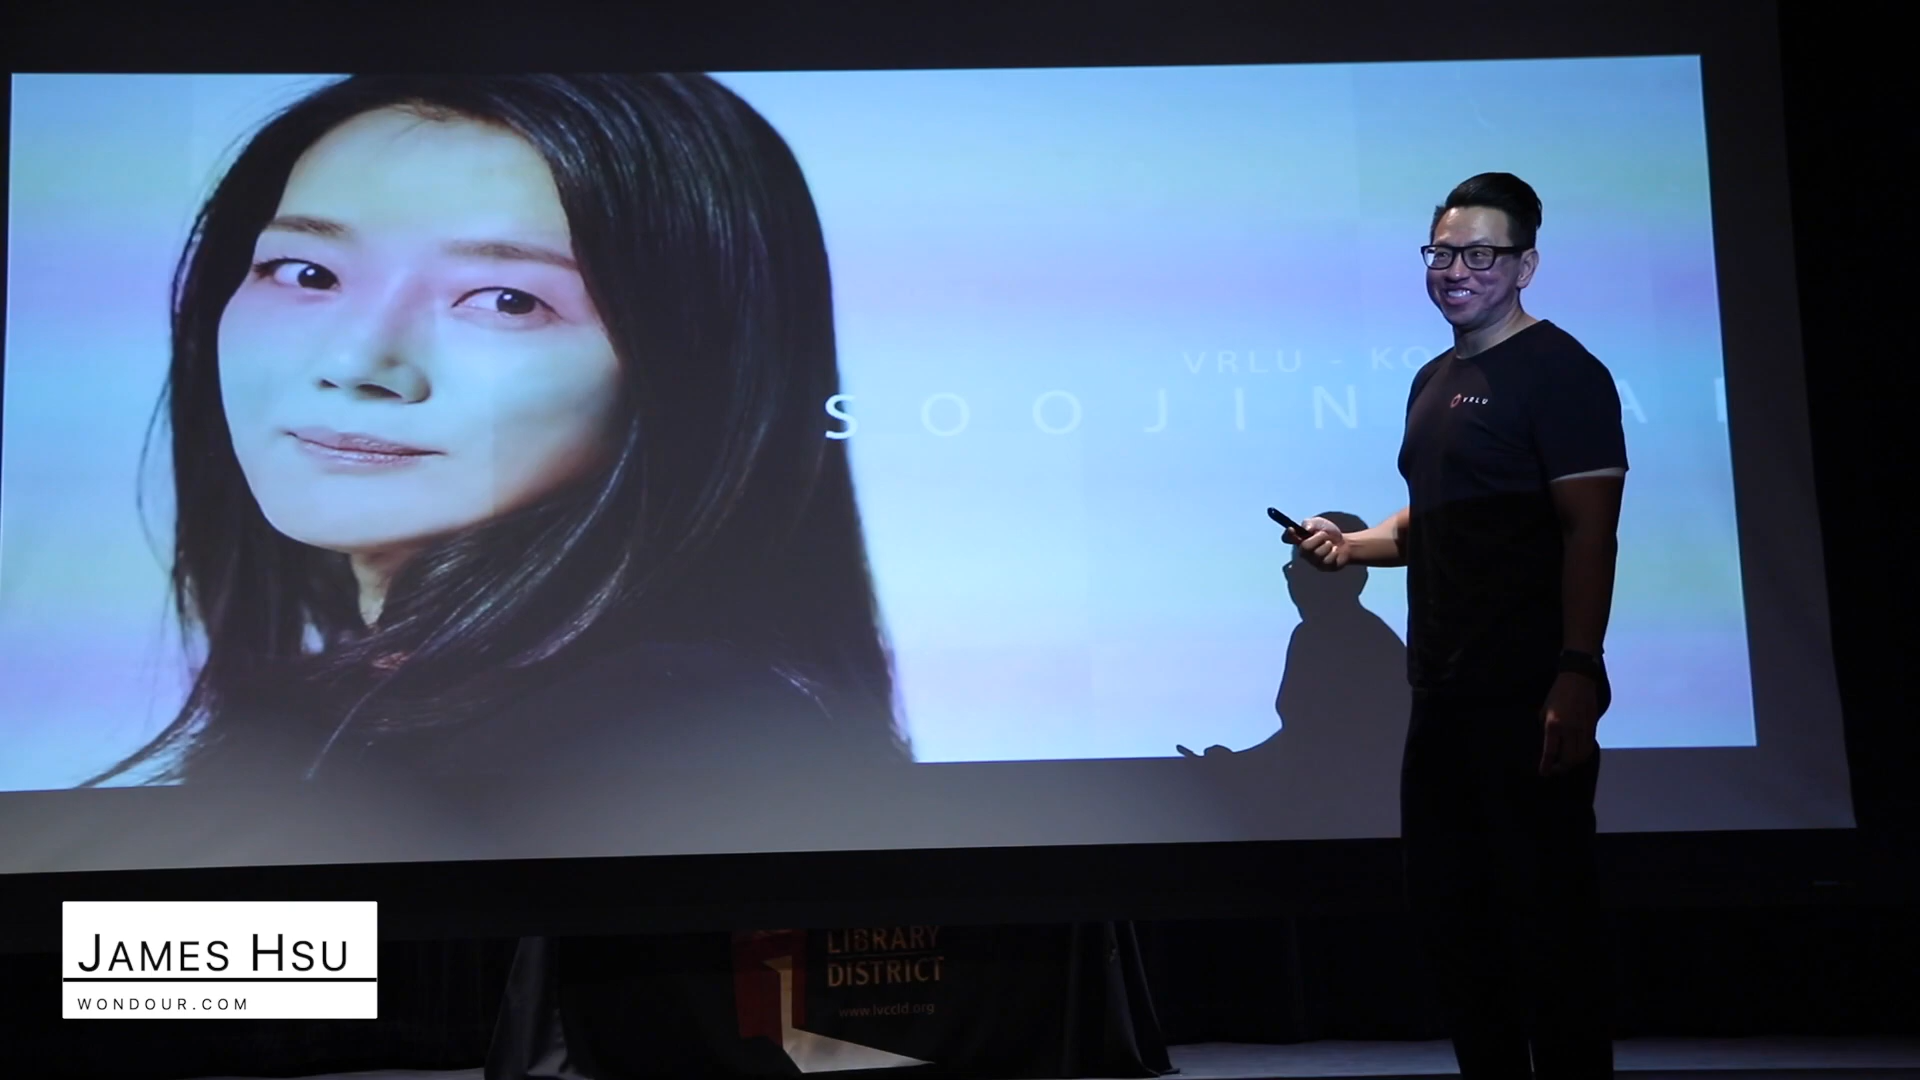 VRLU - KO
SOOJIN
VRLU
JAMES HSU
WONDOUR.COM
LIBRARY
DISTRICT
www.lvccld.org